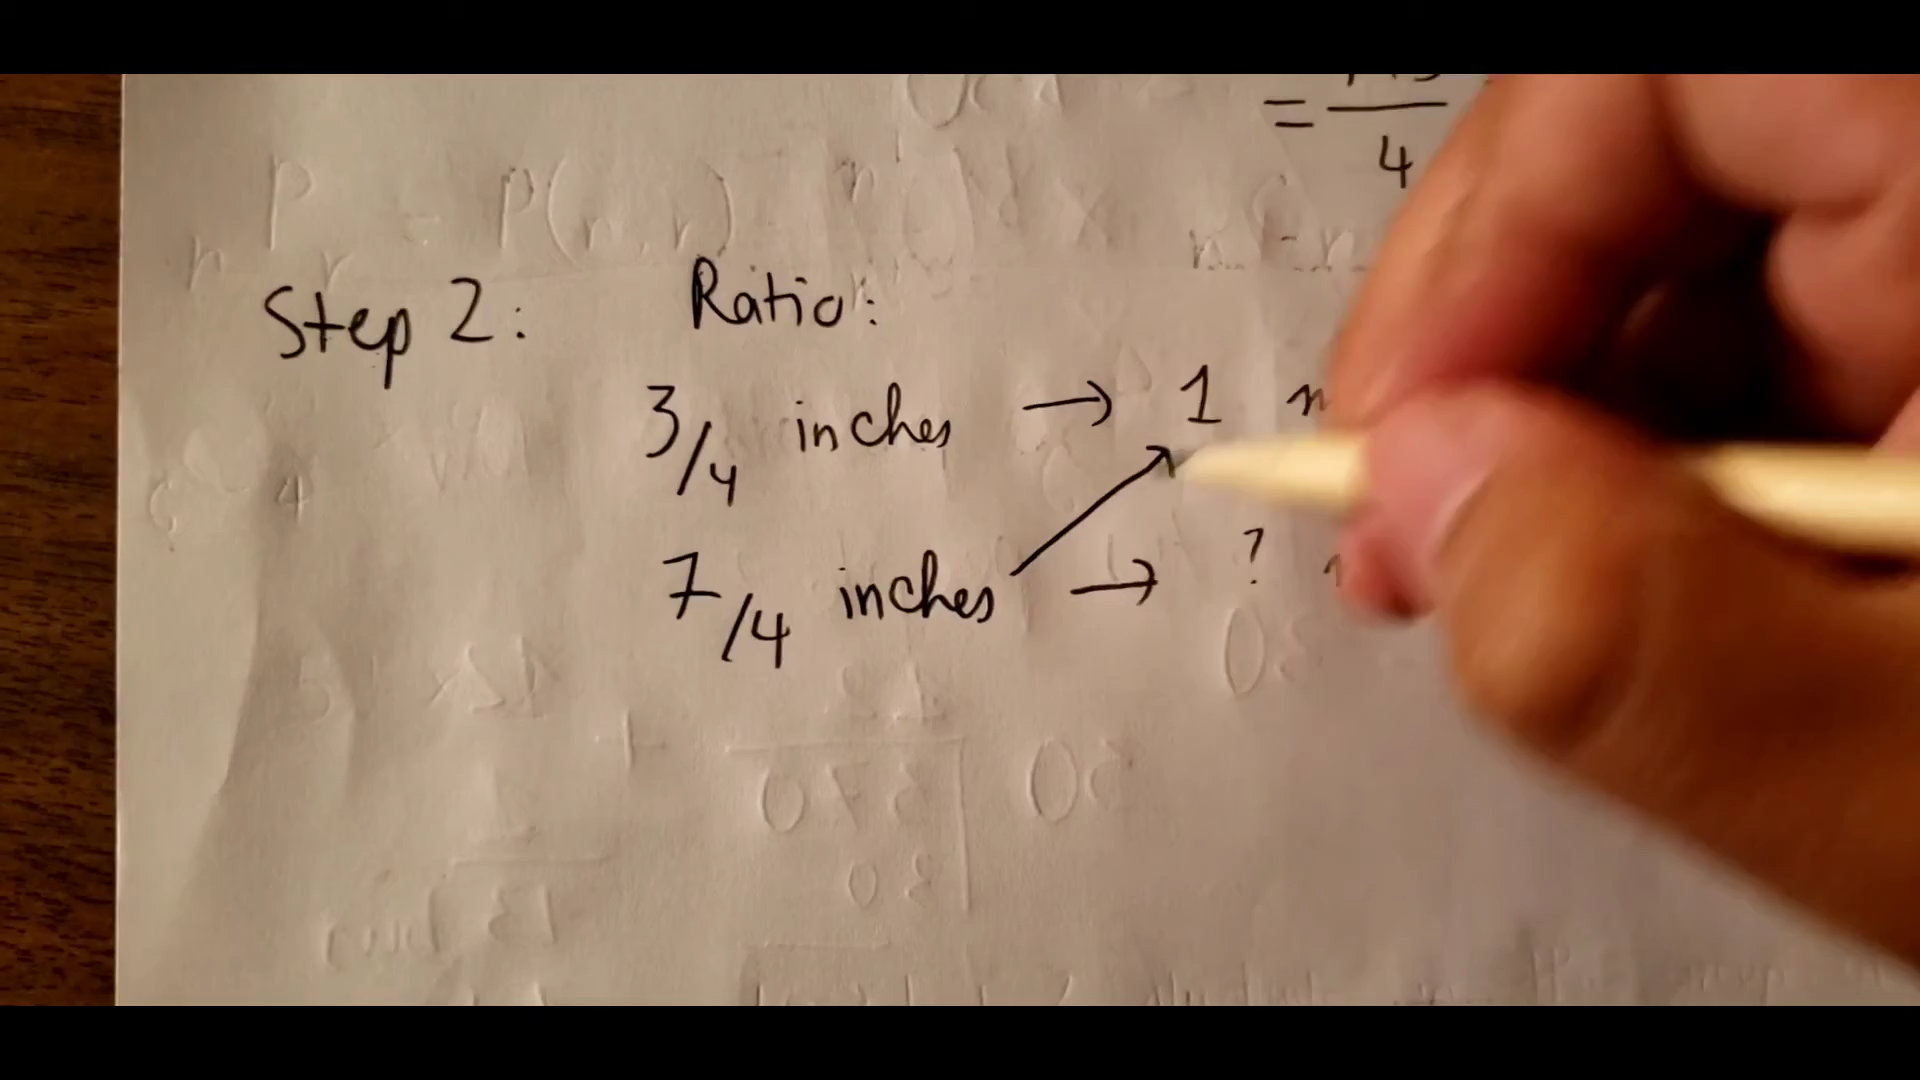 =
4
Step 2: Ratio:
3/4 inches → 1
7/4 inches → ?